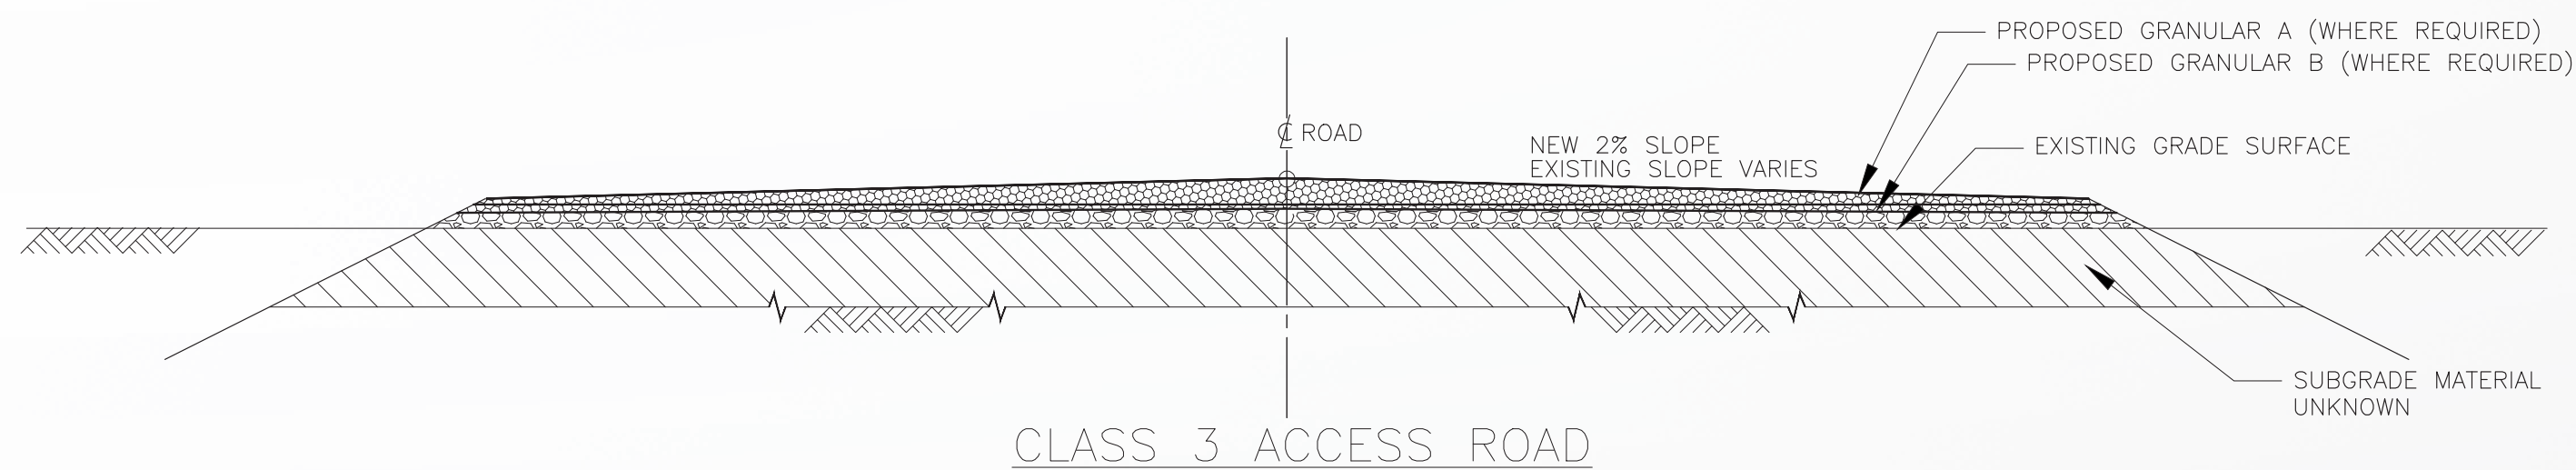 PROPOSED GRANULAR A (WHERE REQUIRED)
PROPOSED GRANULAR B (WHERE REQUIRED)
℄ ROAD
NEW 2% SLOPE
EXISTING SLOPE VARIES
EXISTING GRADE SURFACE
SUBGRADE MATERIAL
UNKNOWN
CLASS 3 ACCESS ROAD